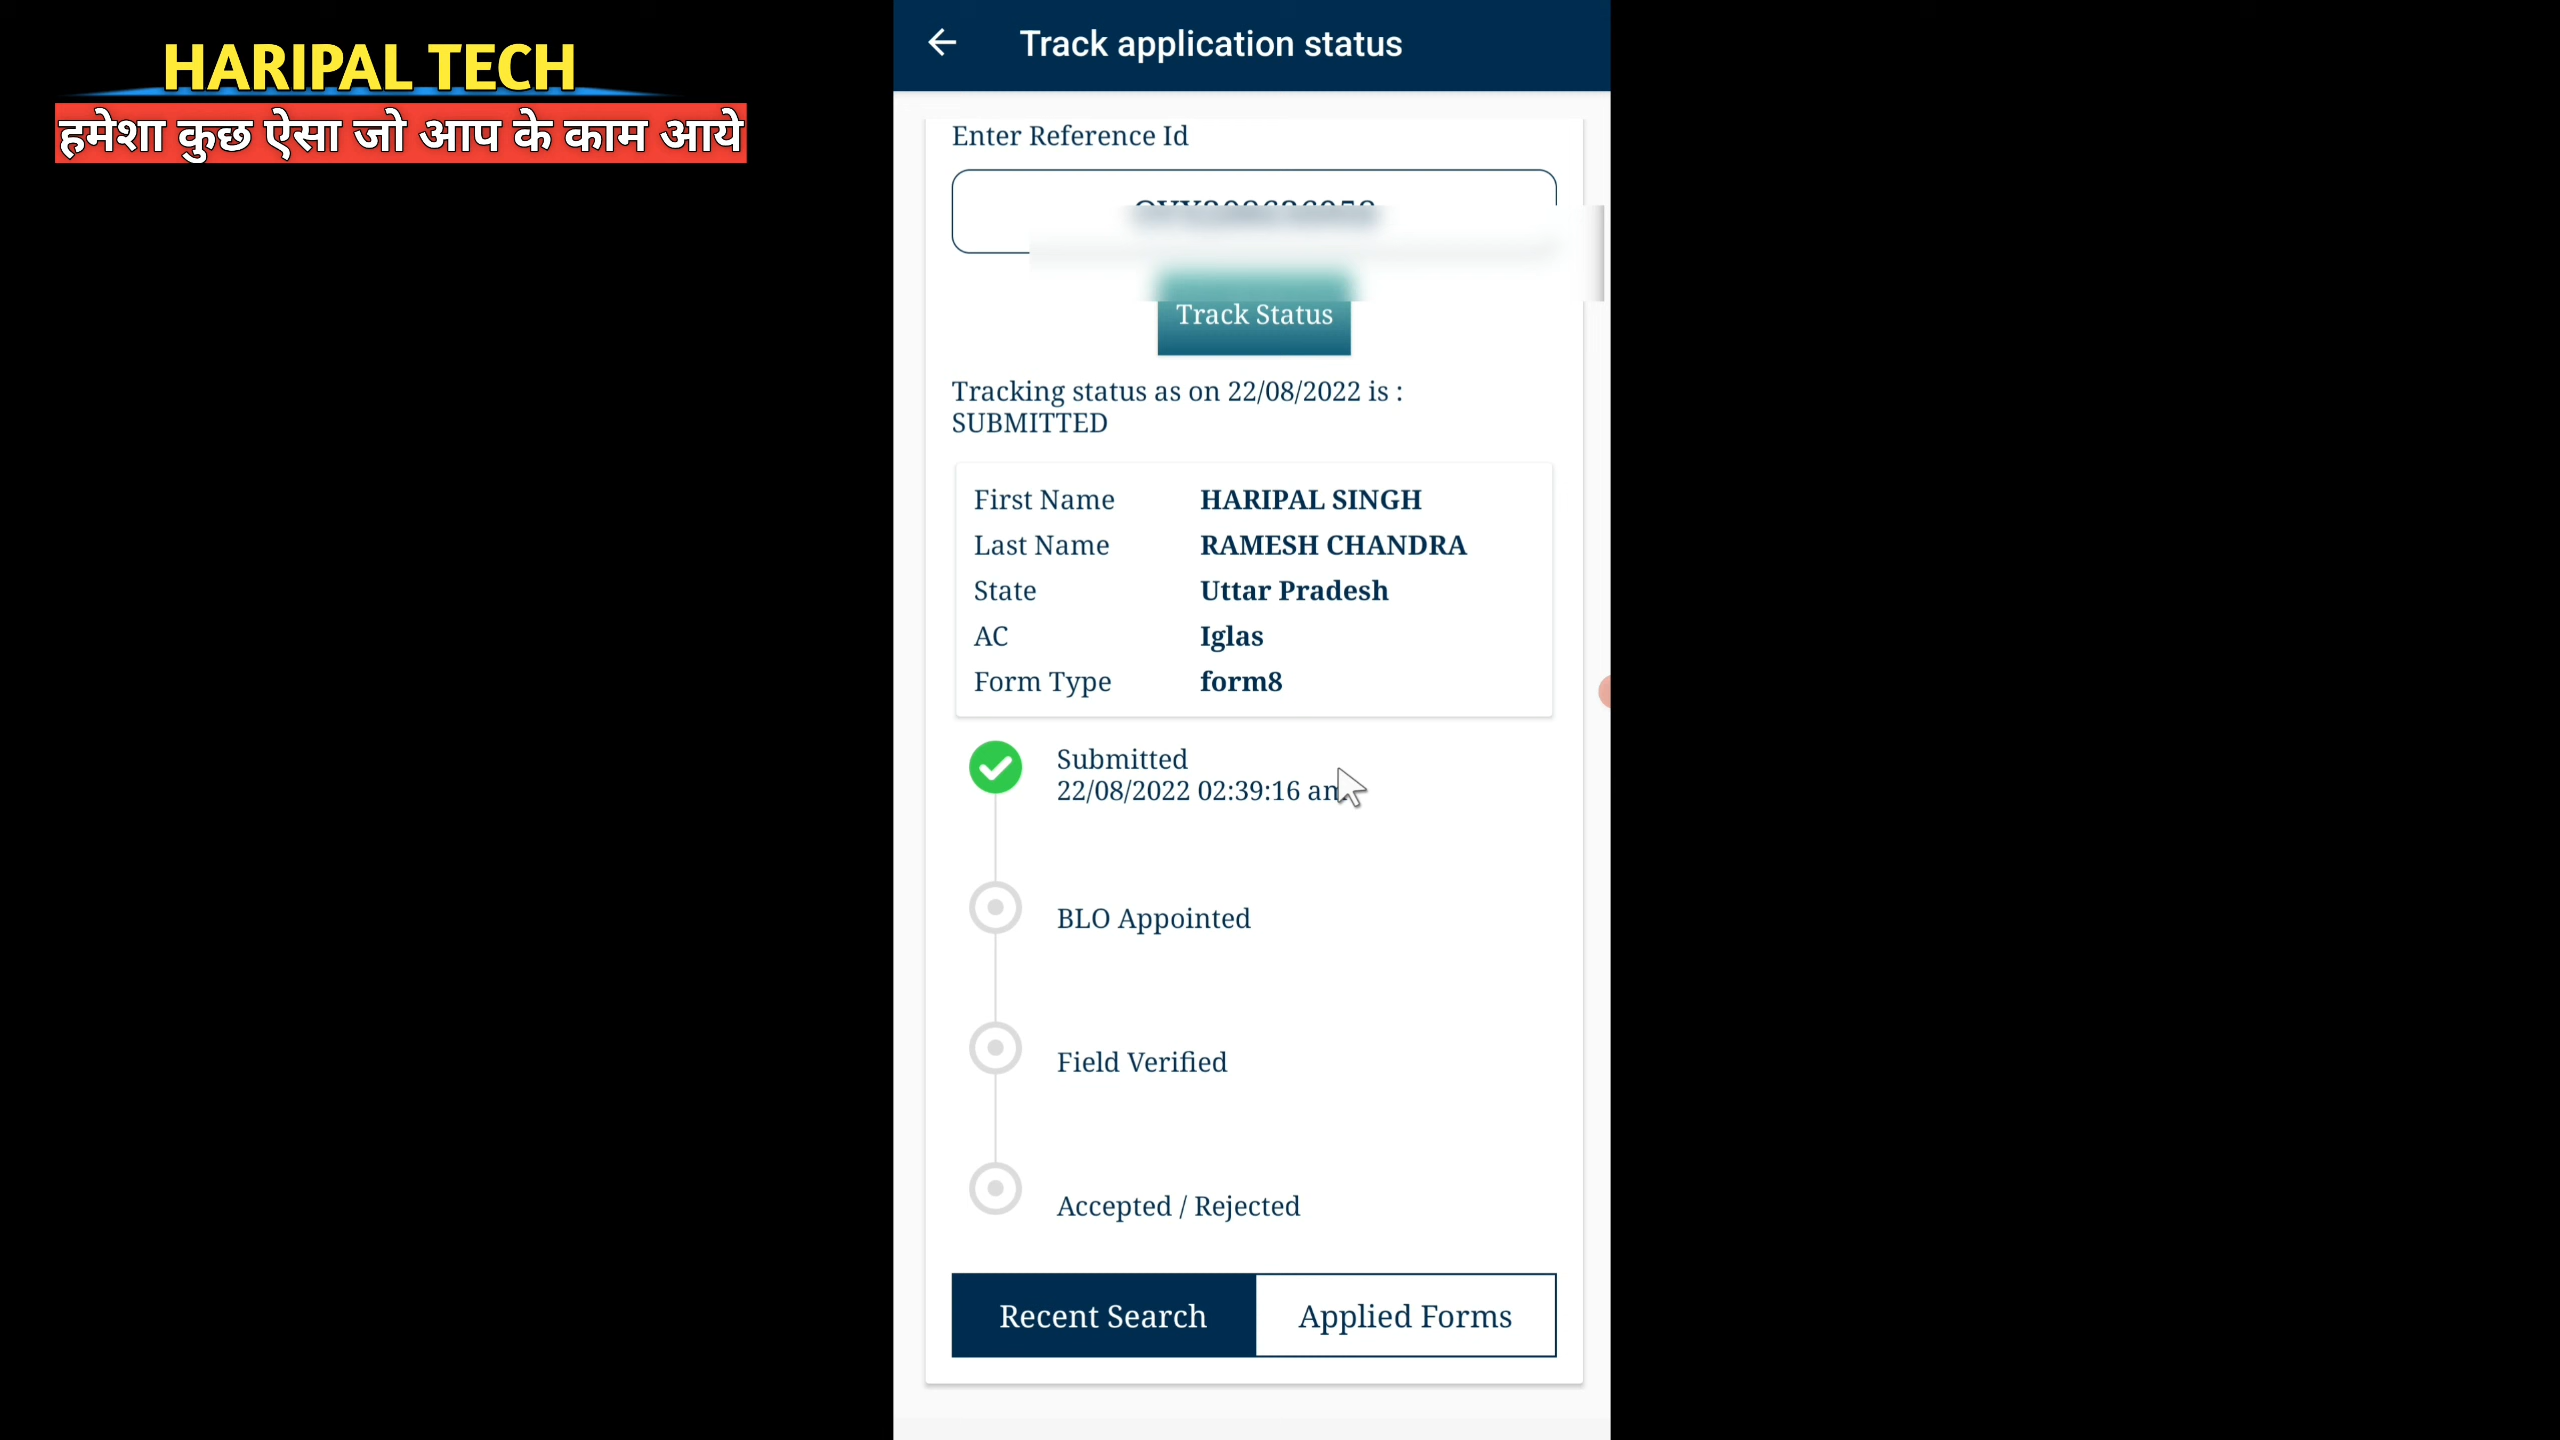 HARIPAL TECH
हमेशा कुछ ऐसा जो आप के काम आये
Track application status
Enter Reference Id
Track Status
Tracking status as on 22/08/2022 is :
SUBMITTED
First Name HARIPAL SINGH
Last Name RAMESH CHANDRA
State Uttar Pradesh
AC Iglas
Form Type form8
Submitted
22/08/2022 02:39:16 am
BLO Appointed
Field Verified
Accepted / Rejected
Recent Search Applied Forms